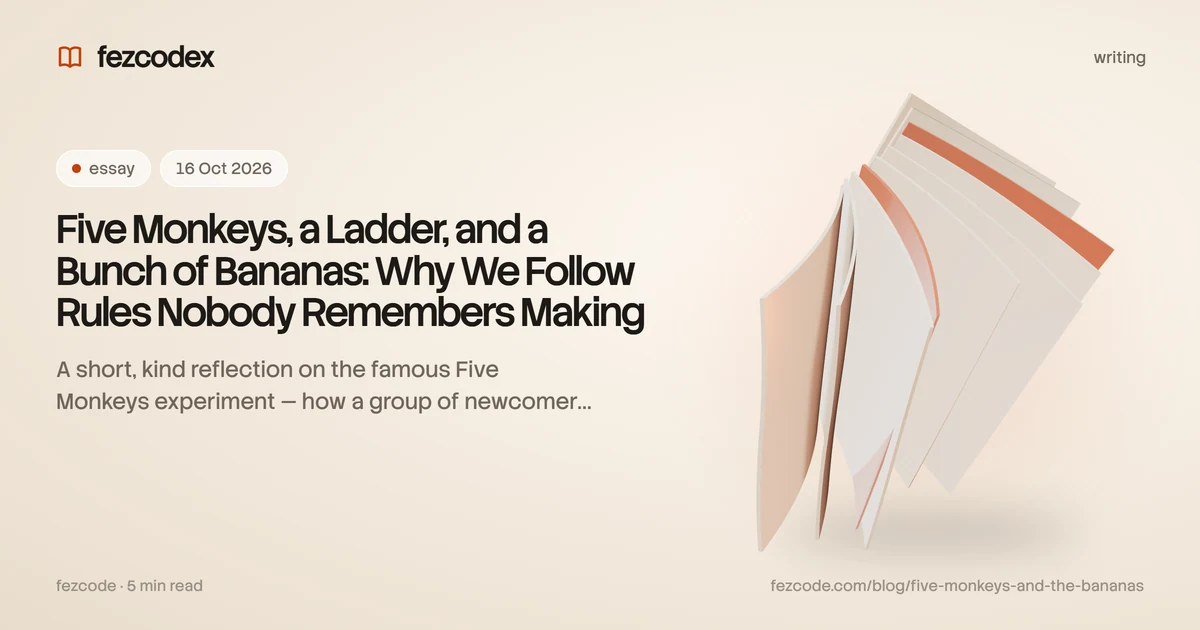 fezcodex
writing
essay
16 Oct 2026
Five Monkeys, a Ladder, and a
Bunch of Bananas: Why We Follow
Rules Nobody Remembers Making
A short, kind reflection on the famous Five
Monkeys experiment — how a group of newcomer...
fezcode · 5 min read
fezcode.com/blog/five-monkeys-and-the-bananas